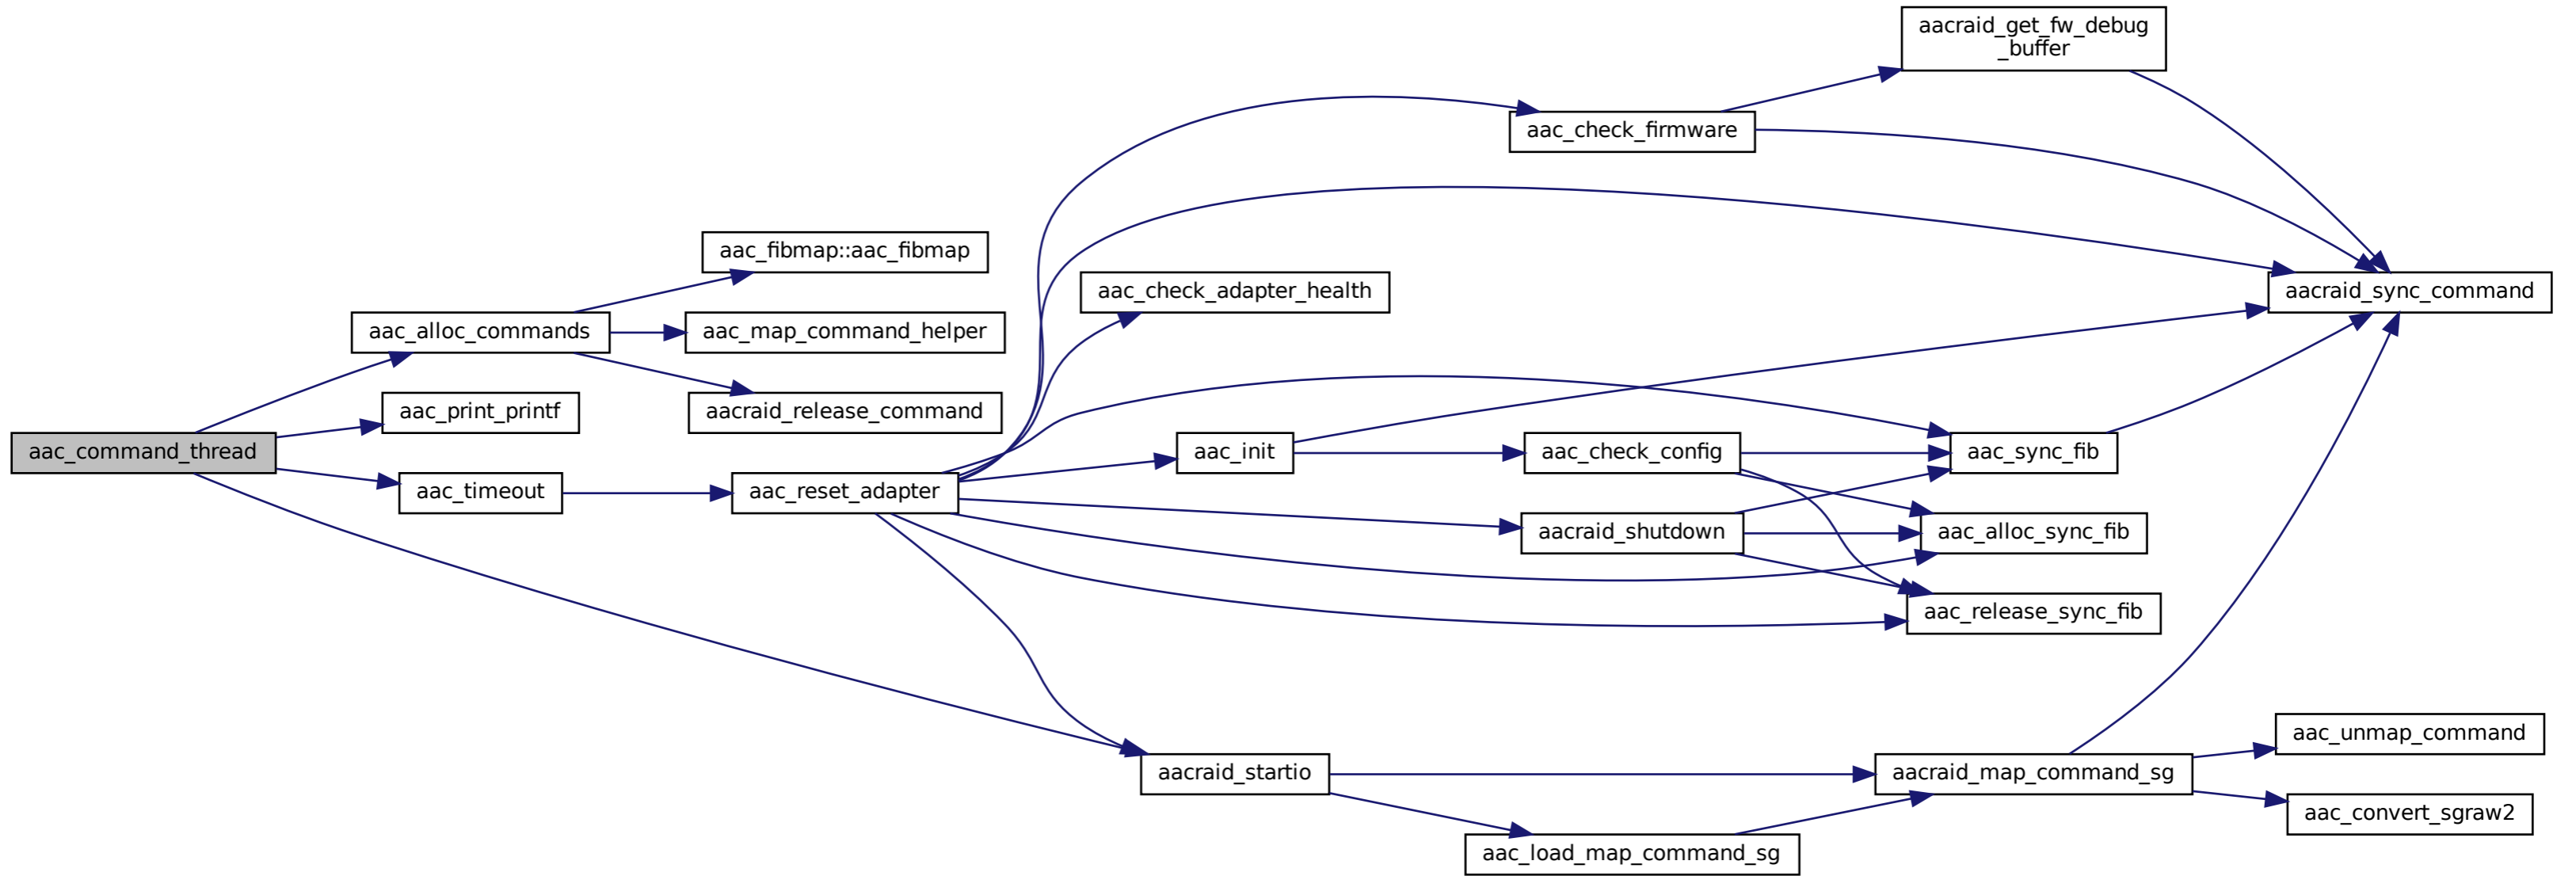 aacraid_get_fw_debug
_buffer
aac_check_firmware
aac_fibmap::aac_fibmap
aac_check_adapter_health
aacraid_sync_command
aac_alloc_commands
aac_map_command_helper
aac_print_printf
aacraid_release_command
aac_command_thread
aac_init
aac_check_config
aac_sync_fib
aac_timeout
aac_reset_adapter
aacraid_shutdown
aac_alloc_sync_fib
aac_release_sync_fib
aac_unmap_command
aacraid_startio
aacraid_map_command_sg
aac_convert_sgraw2
aac_load_map_command_sg